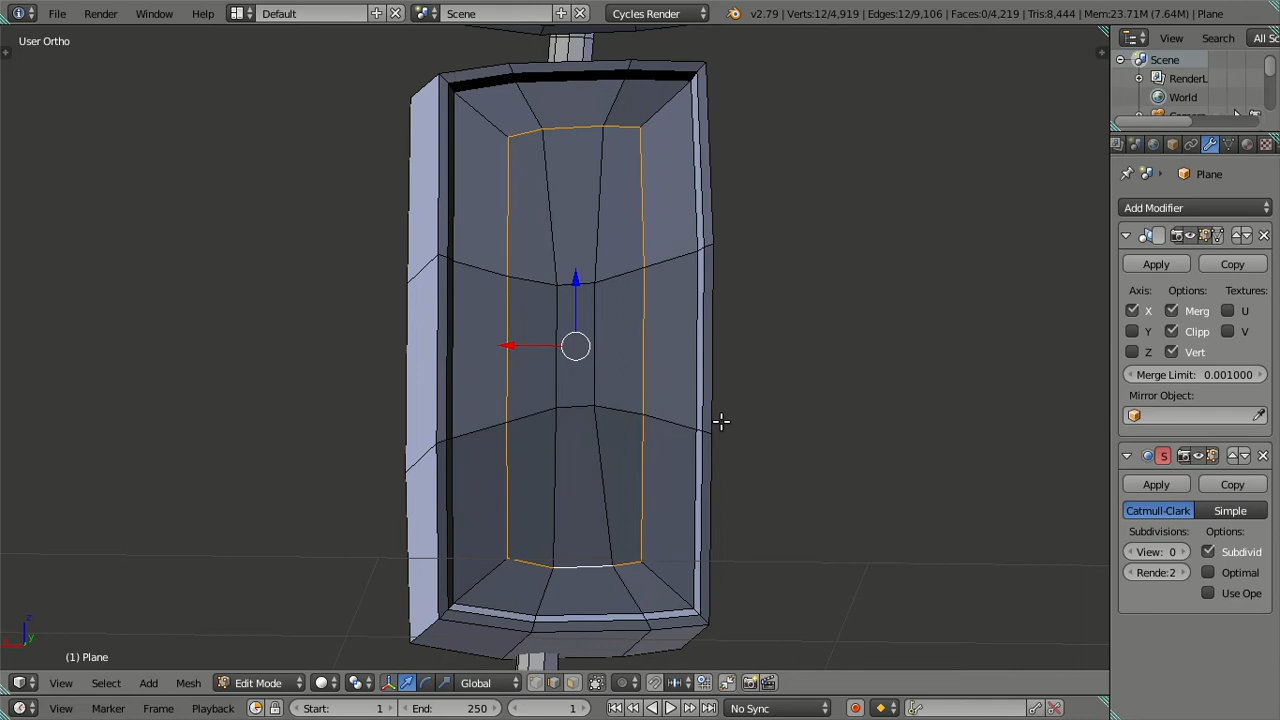 File Render Window Help Default Scene Cycles Render v2.79 | Verts:12/4,919 | Edges:12/9,106 | Faces:0/4,219 | Tris:8,444 | Mem:23.71M (7.64M) | Plane
User Ortho
View Search All Sc
Scene
RenderL
World
Plane
Add Modifier
Apply Copy
Axis: Options: Textures:
X Merg U
Y Clipp V
Z Vert
Merge Limit: 0.001000
Mirror Object:
S
Apply Copy
Catmull-Clark Simple
Subdivisions: Options:
View: 0 Subdivid
Rende:2 Optimal
Use Ope
z
y
(1) Plane
View Select Add Mesh Edit Mode Global
View Marker Frame Playback Start: 1 End: 250 1 No Sync